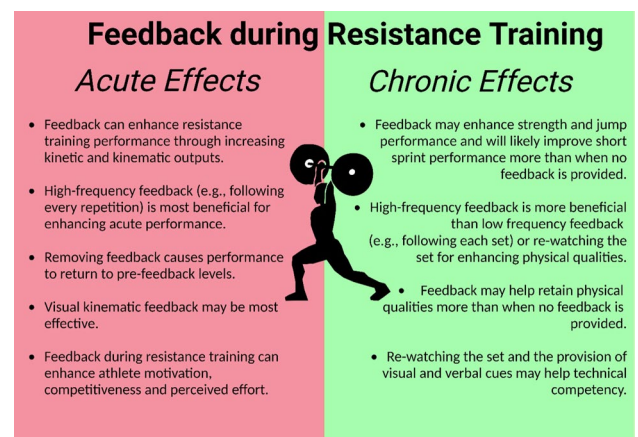 Feedback during Resistance Training
Acute Effects
• Feedback can enhance resistance
training performance through increasing
kinetic and kinematic outputs.
• High-frequency feedback (e.g., following
every repetition) is most beneficial for
enhancing acute performance.
• Removing feedback causes performance
to return to pre-feedback levels.
• Visual kinematic feedback may be most
effective.
• Feedback during resistance training can
enhance athlete motivation,
competitiveness and perceived effort.
Chronic Effects
• Feedback may enhance strength and jump
performance and will likely improve short
sprint performance more than when no
feedback is provided.
• High-frequency feedback is more beneficial
than low frequency feedback
(e.g., following each set) or re-watching the
set for enhancing physical qualities.
• Feedback may help retain physical
qualities more than when no feedback is
provided.
• Re-watching the set and the provision of
visual and verbal cues may help technical
competency.